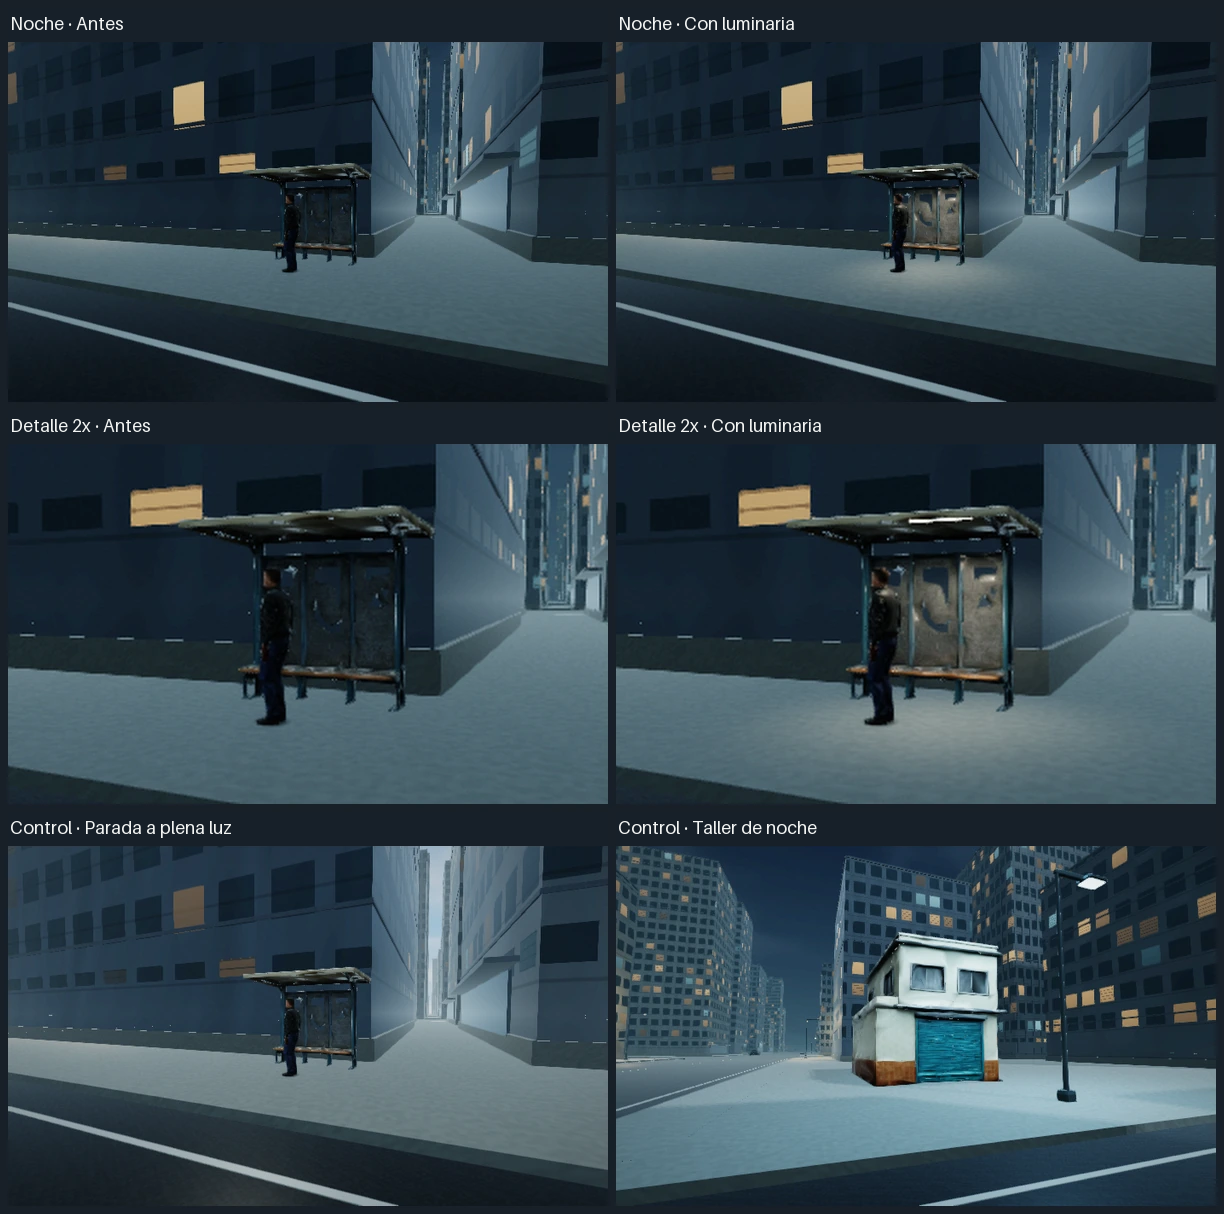 Noche · Antes
Noche · Con luminaria
Detalle 2x · Antes
Detalle 2x · Con luminaria
Control · Parada a plena luz
Control · Taller de noche